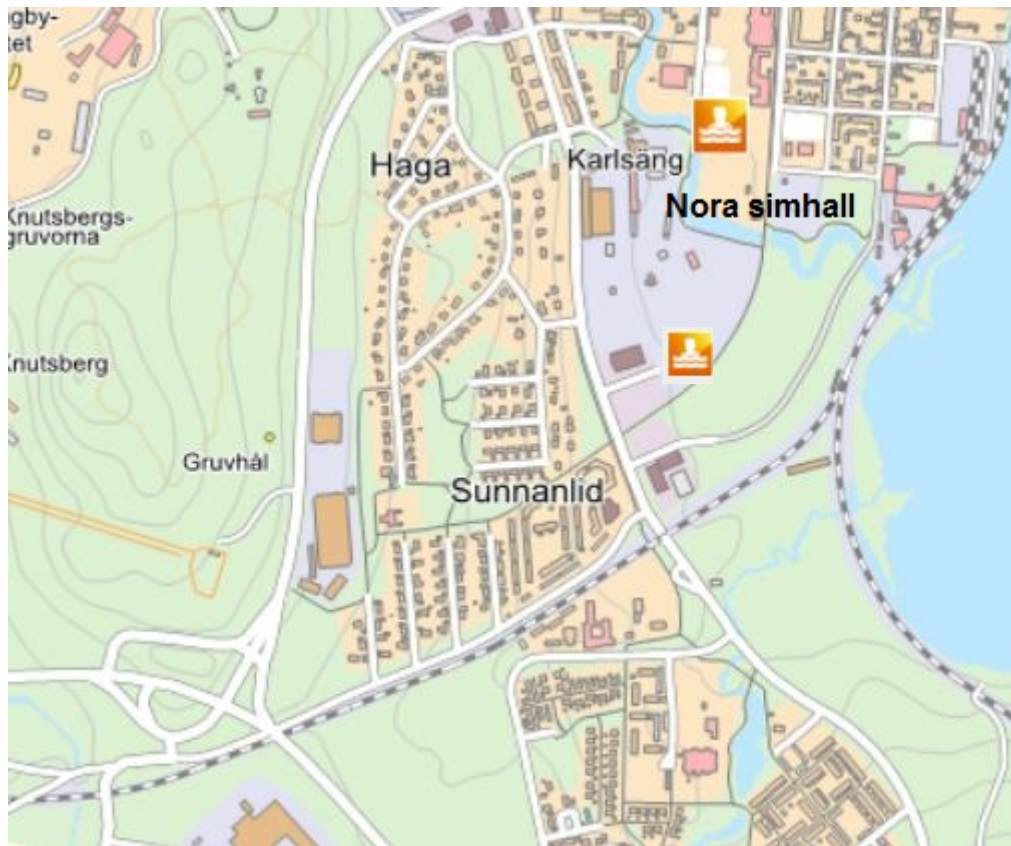 gby-
tet
Haga
Karlsäng
Nora simhall
Knutsbergs-
gruvorna
Knutsberg
Gruvhål
Sunnanlid